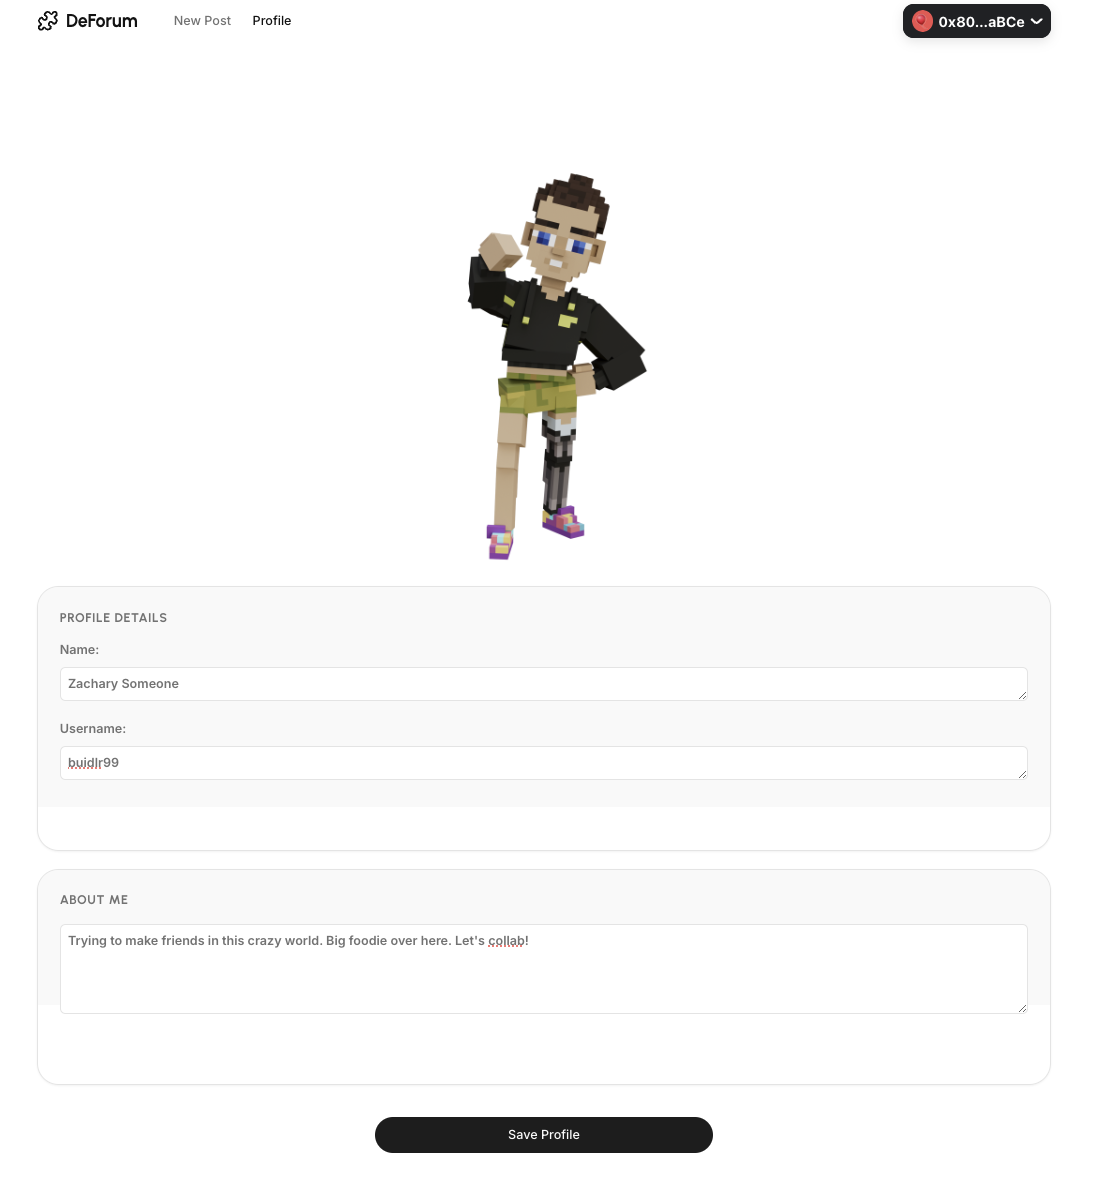 DeForum
New Post
Profile
0x80...aBCe
PROFILE DETAILS
Name:
Zachary Someone
Username:
buidlr99
ABOUT ME
Trying to make friends in this crazy world. Big foodie over here. Let's collab!
Save Profile